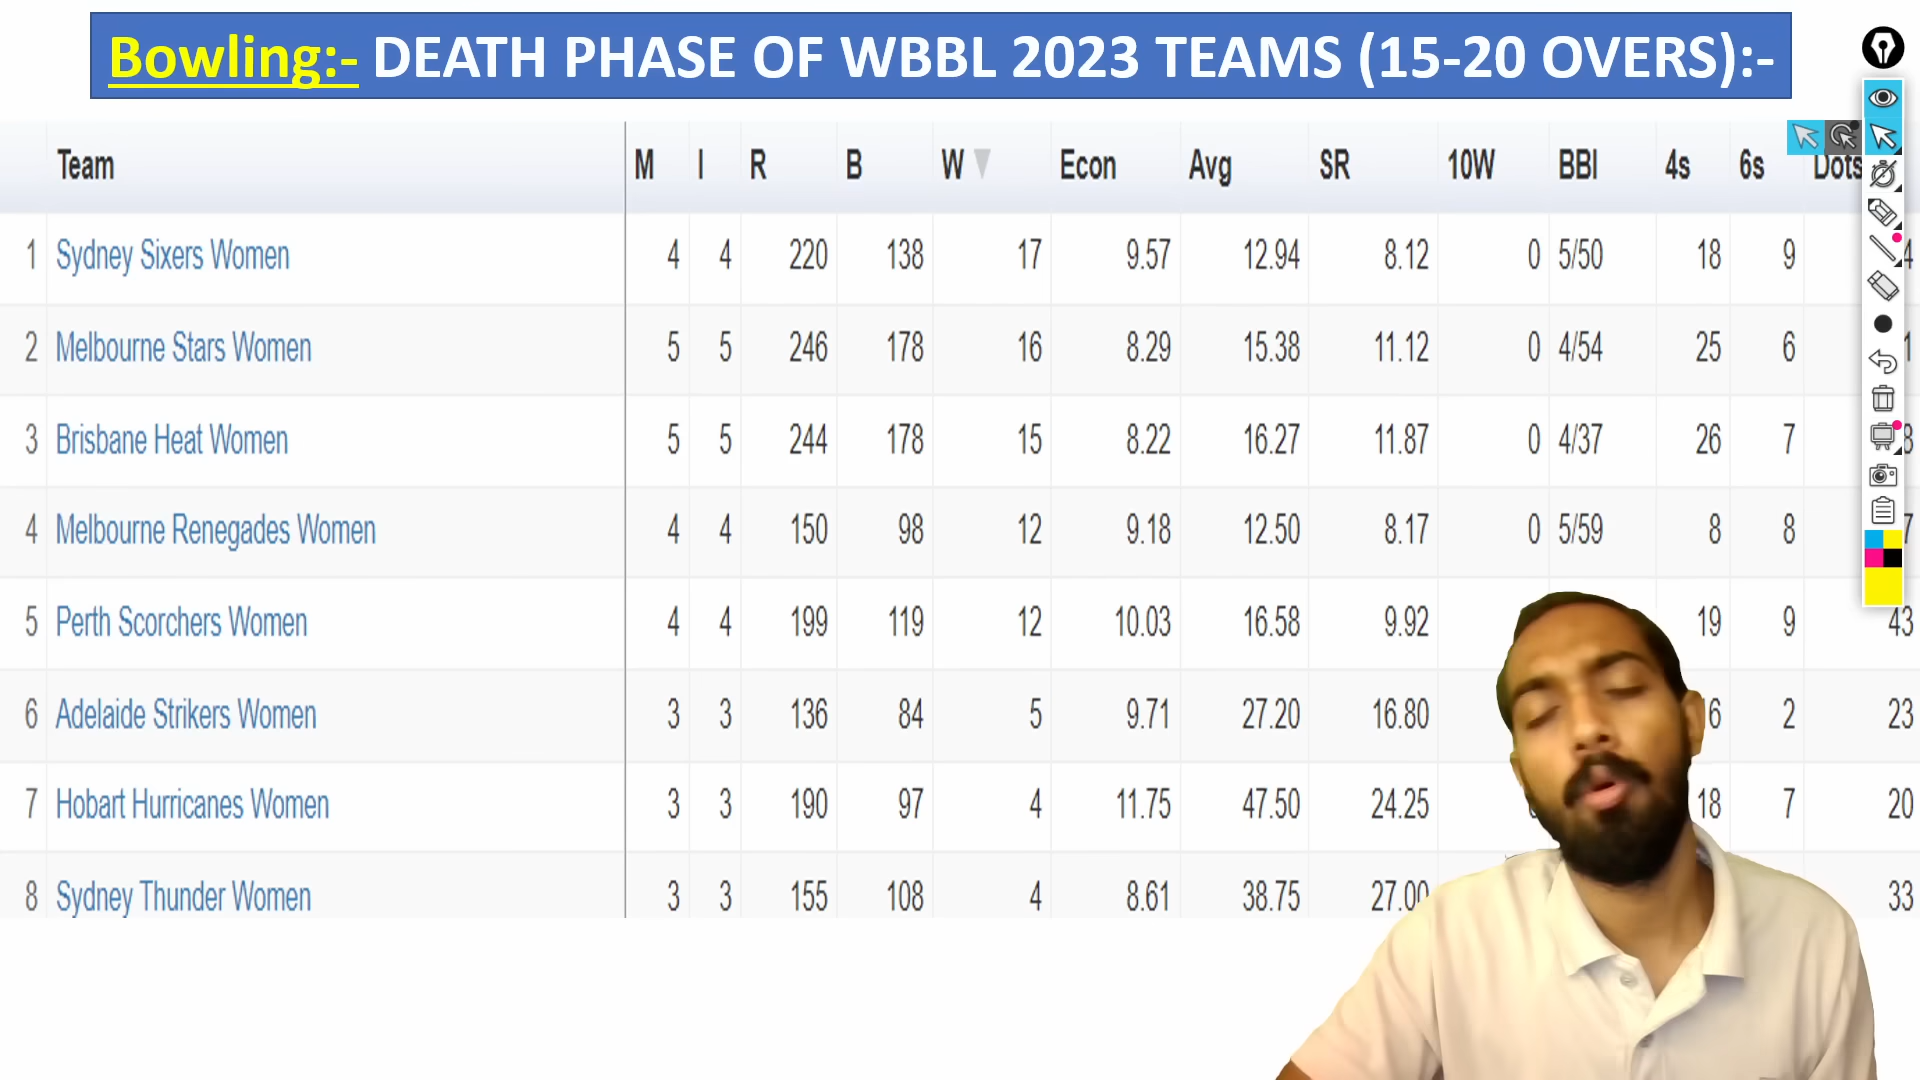 Bowling:- DEATH PHASE OF WBBL 2023 TEAMS (15-20 OVERS):-
Team M I R B W Econ Avg SR 10W BBI 4s 6s Dots
1 Sydney Sixers Women 4 4 220 138 17 9.57 12.94 8.12 0 5/50 18 9
2 Melbourne Stars Women 5 5 246 178 16 8.29 15.38 11.12 0 4/54 25 6
3 Brisbane Heat Women 5 5 244 178 15 8.22 16.27 11.87 0 4/37 26 7
4 Melbourne Renegades Women 4 4 150 98 12 9.18 12.50 8.17 0 5/59 8 8
5 Perth Scorchers Women 4 4 199 119 12 10.03 16.58 9.92 19 9 43
6 Adelaide Strikers Women 3 3 136 84 5 9.71 27.20 16.80 2 23
7 Hobart Hurricanes Women 3 3 190 97 4 11.75 47.50 24.25 18 7 20
8 Sydney Thunder Women 3 3 155 108 4 8.61 38.75 27.00 33